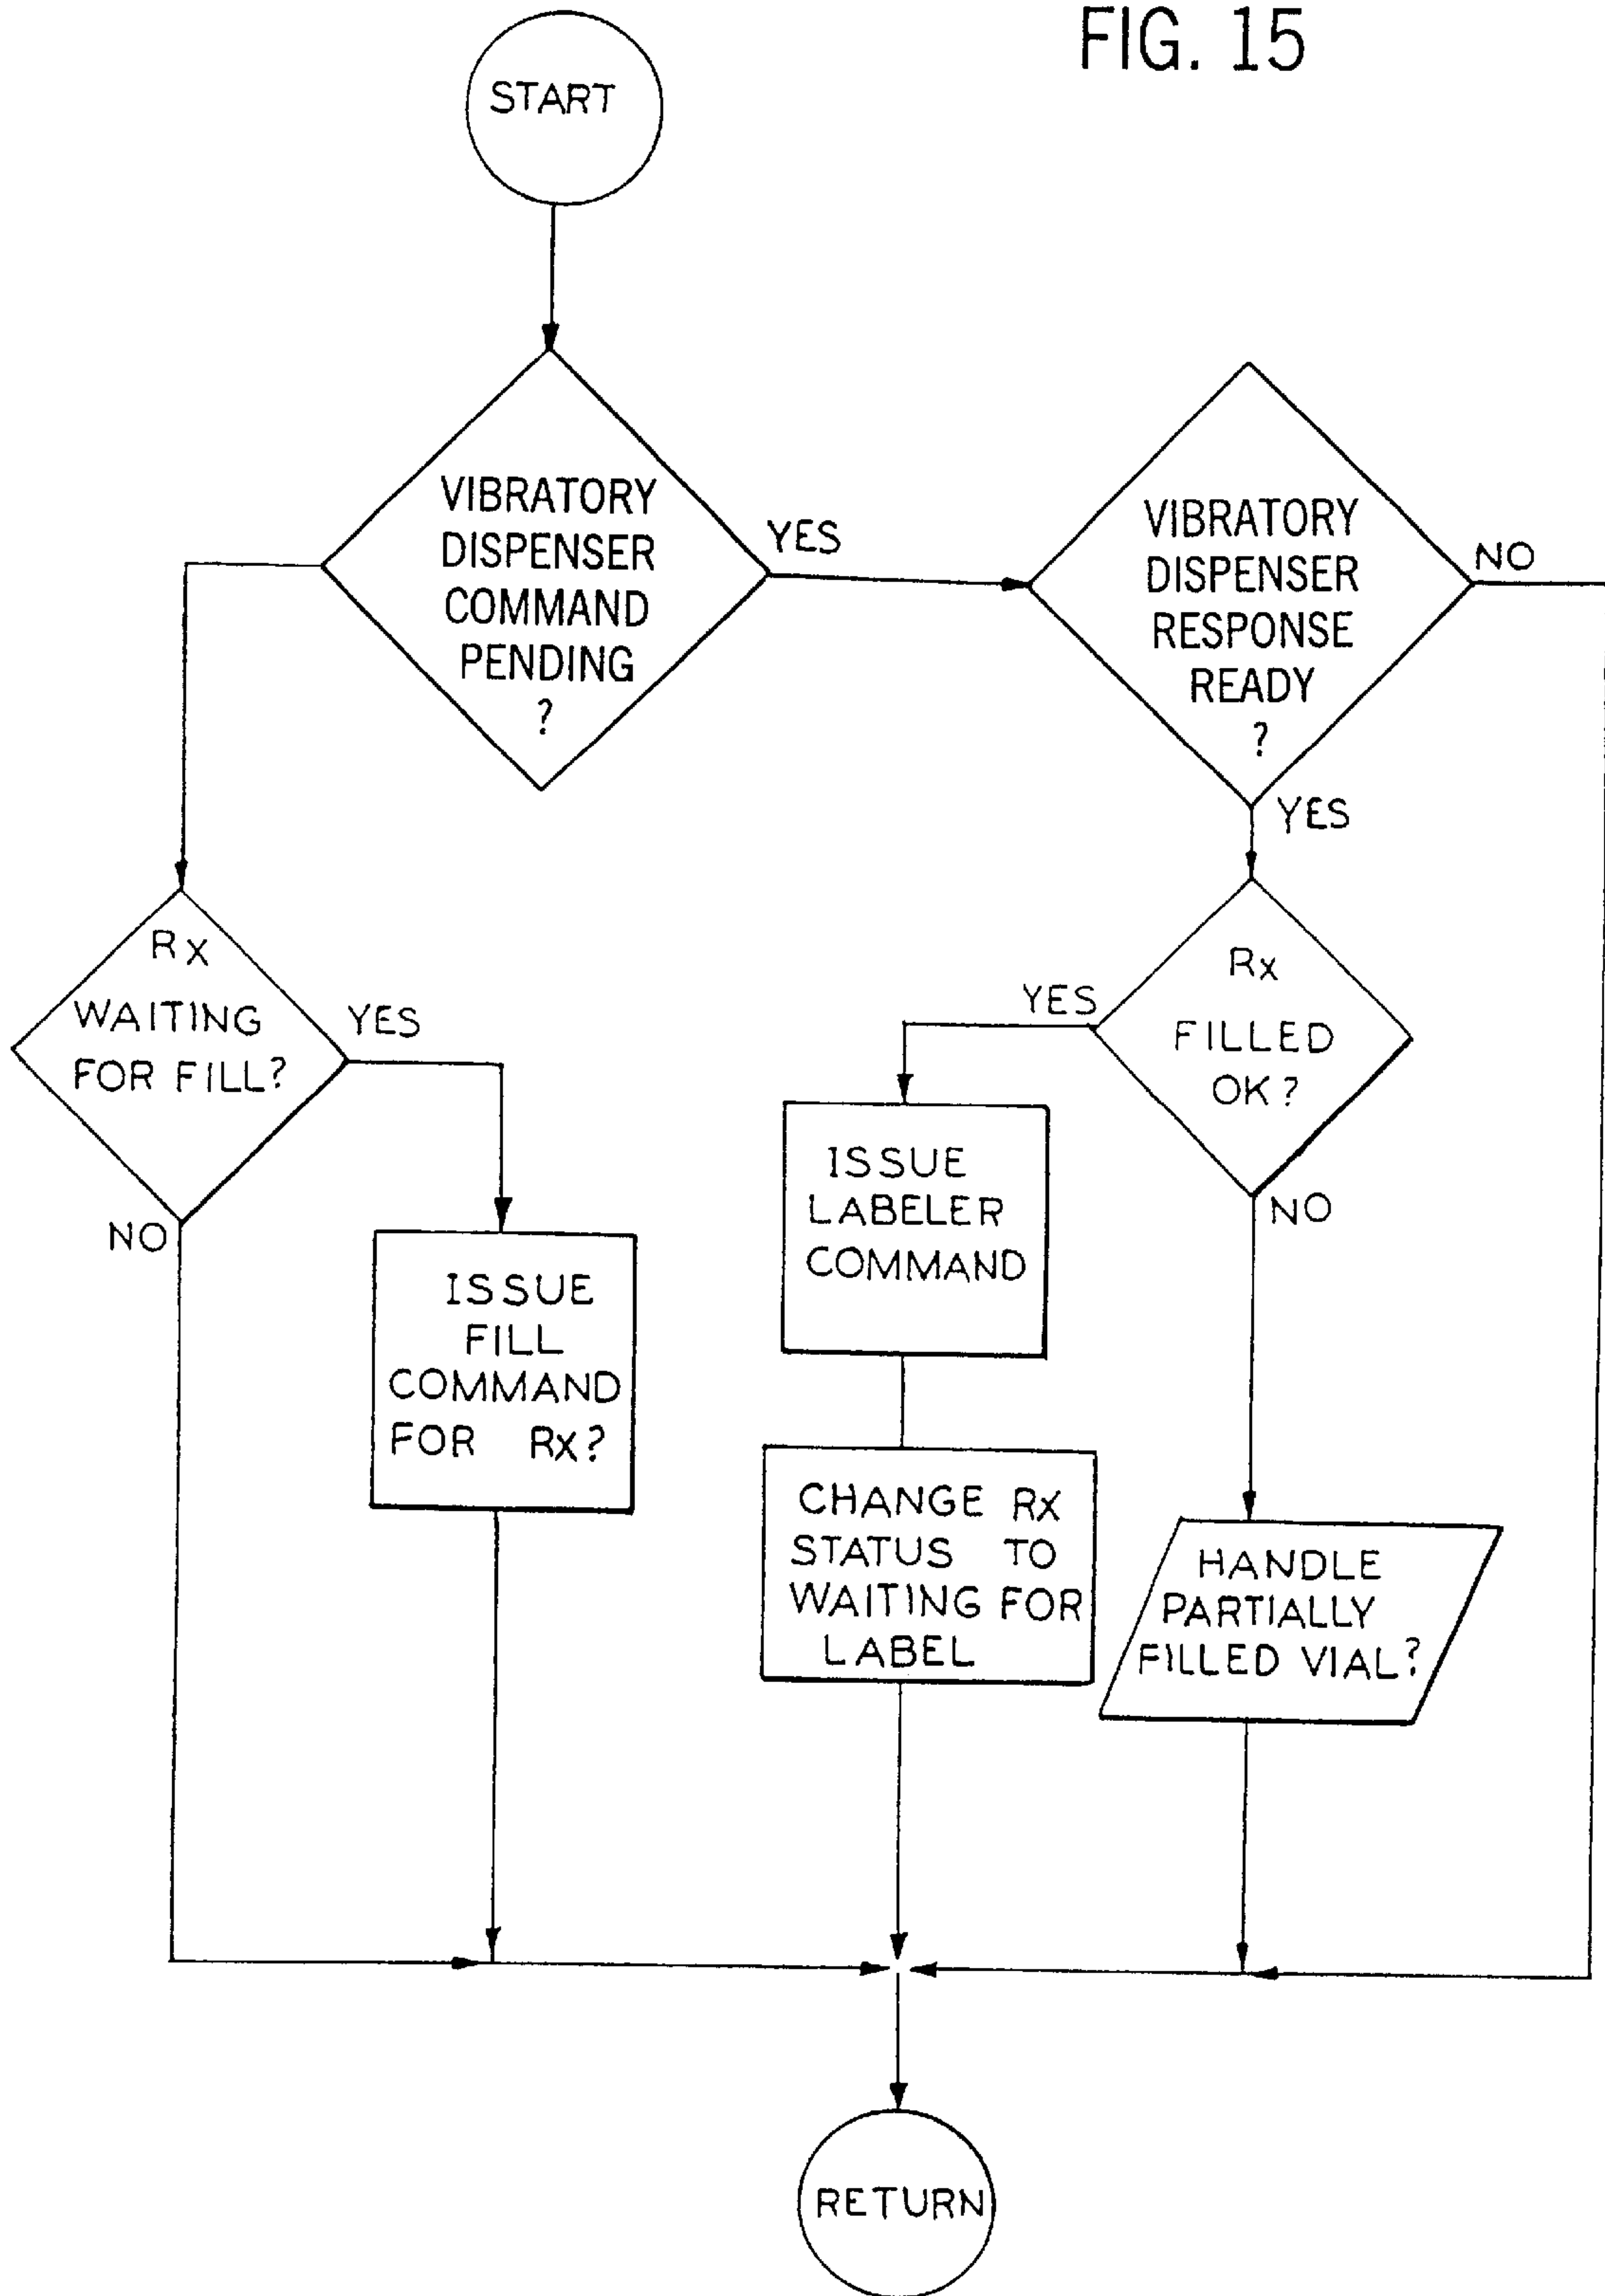 FIG. 15
START
VIBRATORY
DISPENSER
COMMAND
PENDING
?
YES
VIBRATORY
DISPENSER
RESPONSE
READY
?
NO
YES
Rx
WAITING
FOR FILL?
YES
NO
ISSUE
FILL
COMMAND
FOR Rx?
Rx
FILLED
OK?
YES
NO
ISSUE
LABELER
COMMAND
CHANGE Rx
STATUS TO
WAITING FOR
LABEL
HANDLE
PARTIALLY
FILLED VIAL?
RETURN